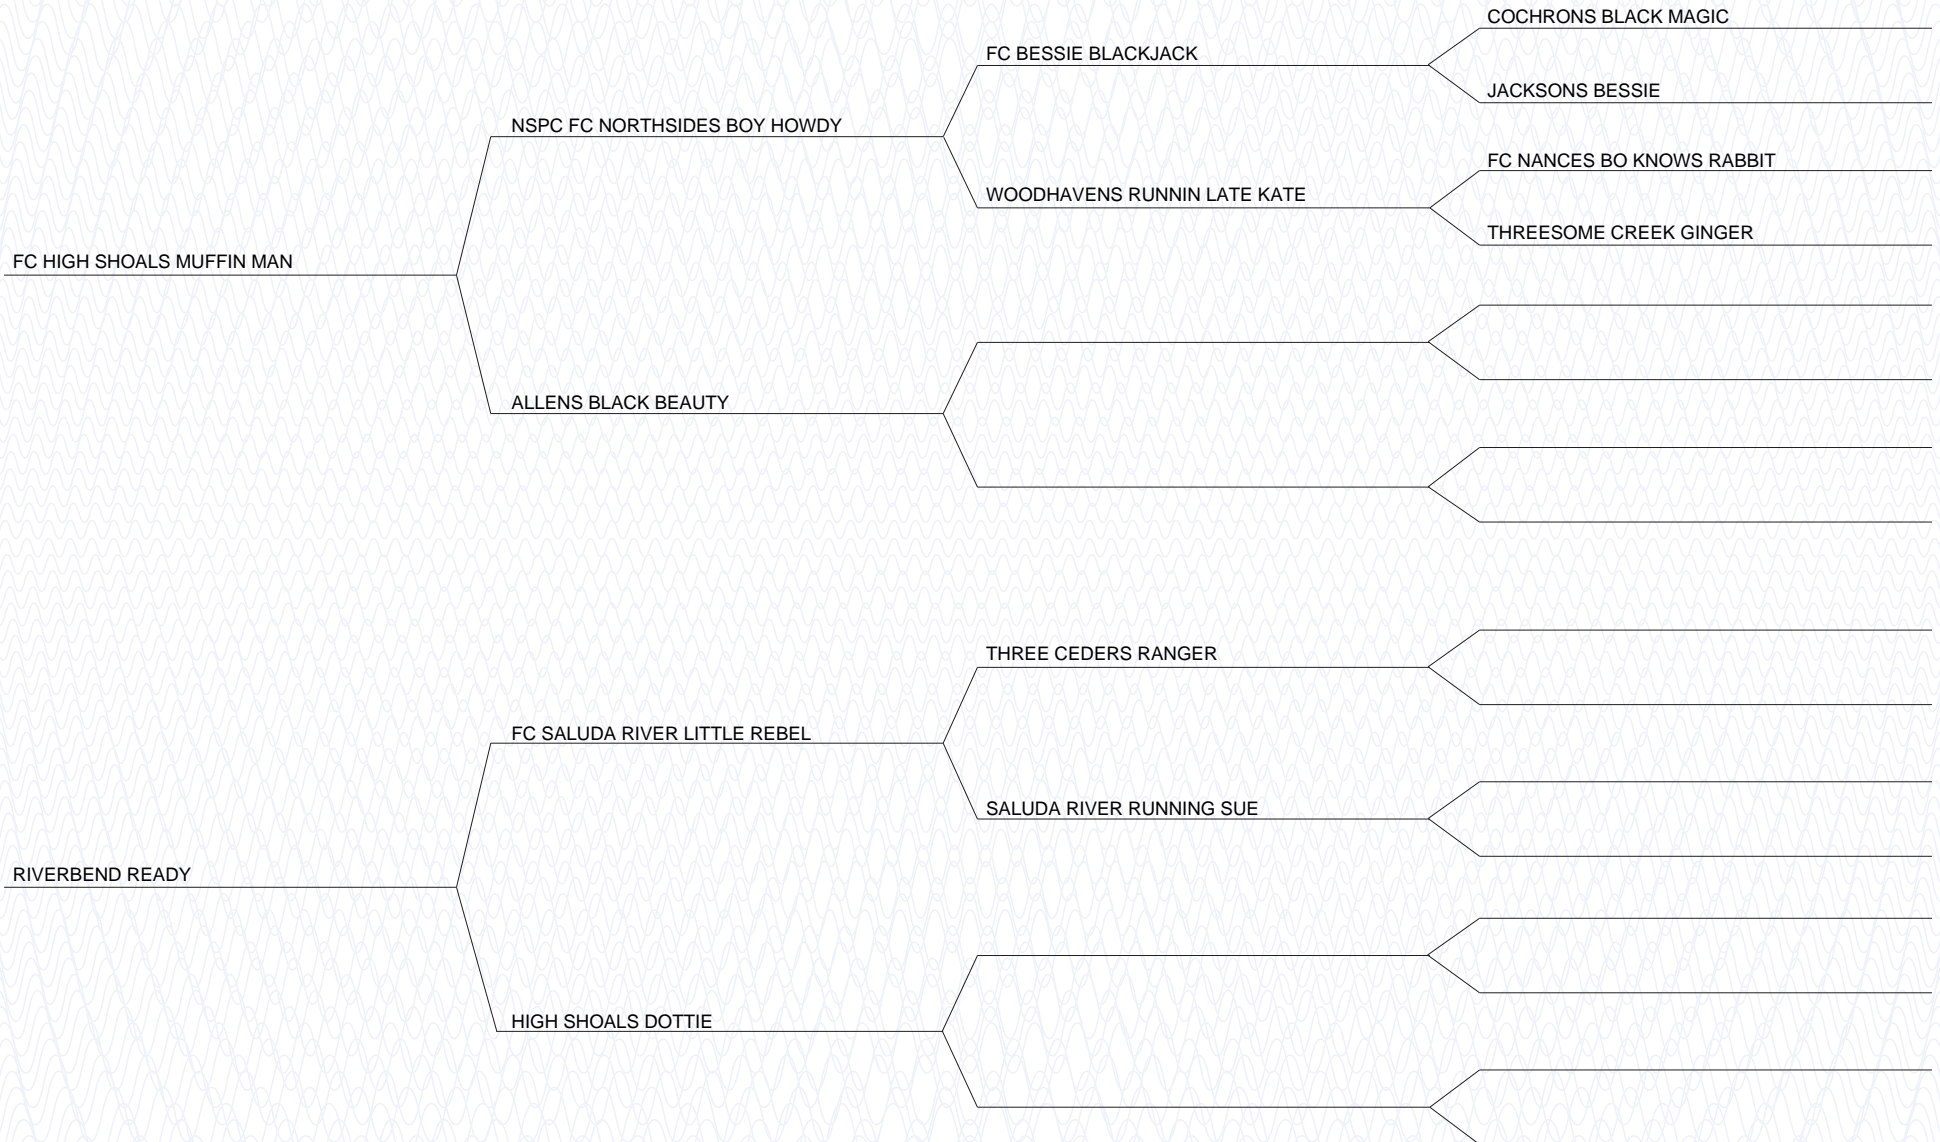 COCHRONS BLACK MAGIC
FC BESSIE BLACKJACK
JACKSONS BESSIE
NSPC FC NORTHSIDES BOY HOWDY
FC NANCES BO KNOWS RABBIT
WOODHAVENS RUNNIN LATE KATE
THREESOME CREEK GINGER
FC HIGH SHOALS MUFFIN MAN
ALLENS BLACK BEAUTY
THREE CEDERS RANGER
FC SALUDA RIVER LITTLE REBEL
SALUDA RIVER RUNNING SUE
RIVERBEND READY
HIGH SHOALS DOTTIE